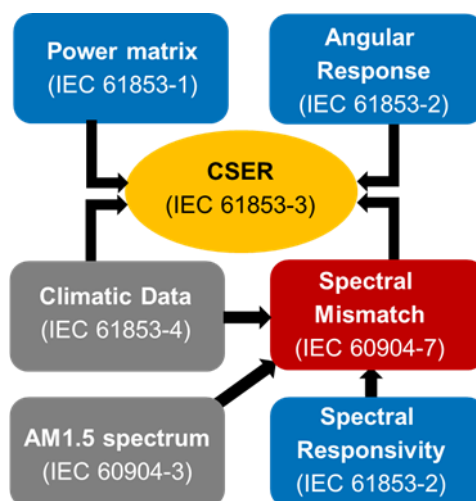 Power matrix
(IEC 61853-1)
Angular
Response
(IEC 61853-2)
CSER
(IEC 61853-3)
Climatic Data
(IEC 61853-4)
Spectral
Mismatch
(IEC 60904-7)
AM1.5 spectrum
(IEC 60904-3)
Spectral
Responsivity
(IEC 61853-2)